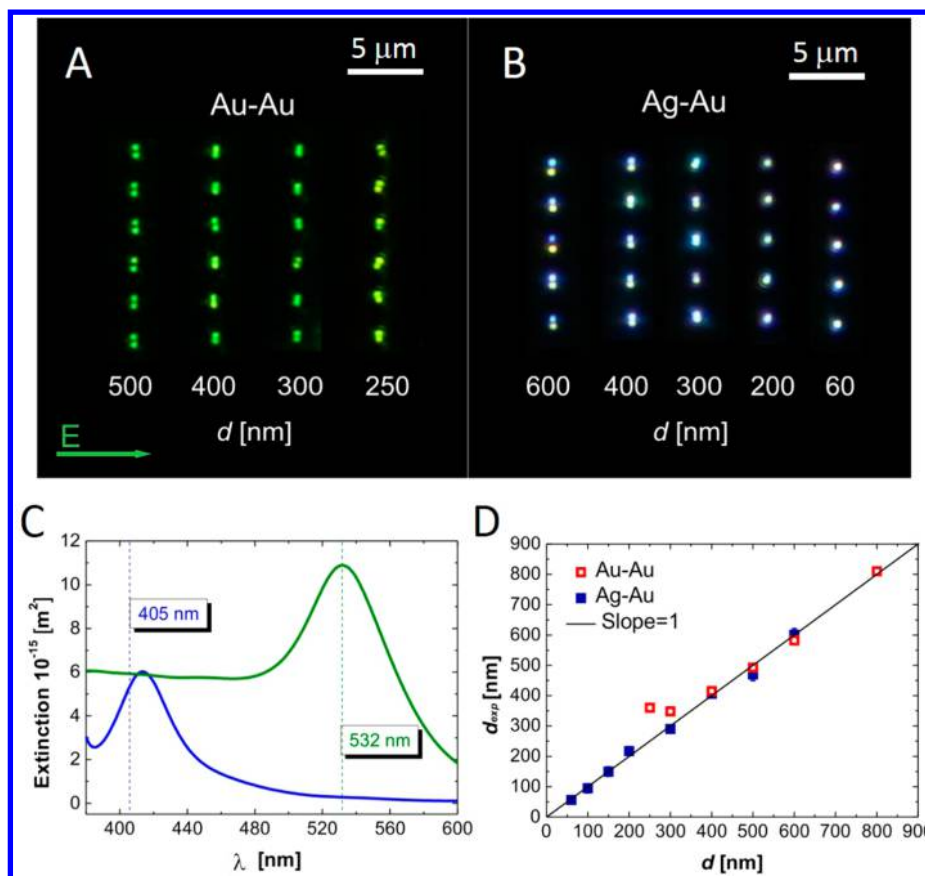 A
5 μm
Au-Au
500 400 300 250
d [nm]
E
B
5 μm
Ag-Au
600 400 300 200 60
d [nm]
C
12
10
8
6
4
2
0
Extinction 10⁻¹⁵ [m²]
405 nm
532 nm
400 440 480 520 560 600
λ [nm]
D
900
800
700
600
500
400
300
200
100
0
dexp [nm]
Au-Au
Ag-Au
Slope=1
0 100 200 300 400 500 600 700 800 900
d [nm]